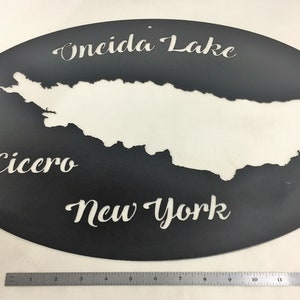 Oneida Lake
Cicero
New York
1 2 3 4 5 6 7 8 9 10 11